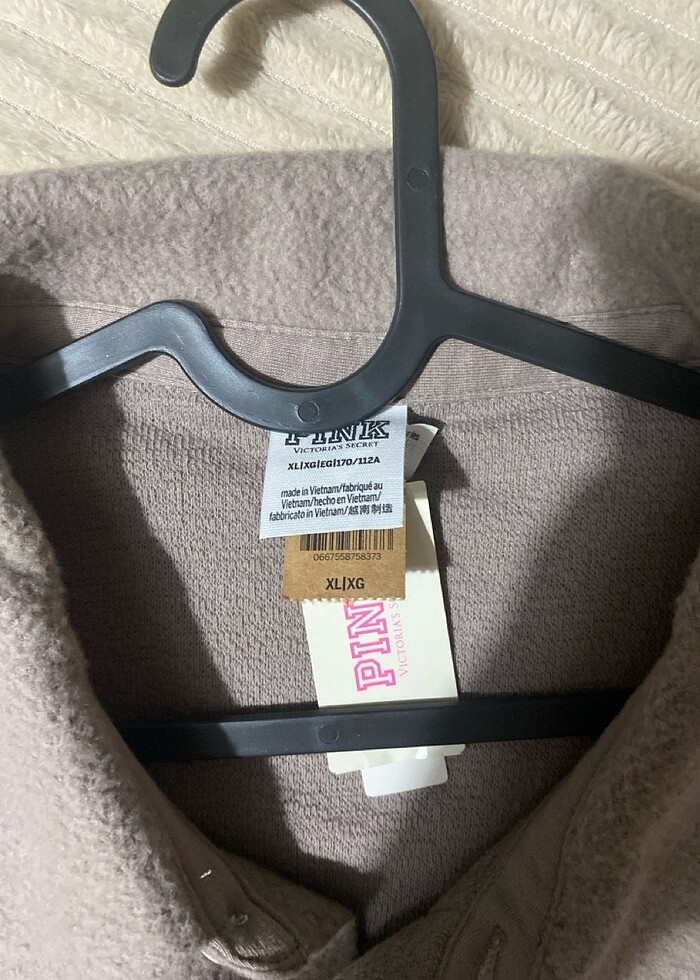 PINK
VICTORIA'S SECRET
XL|XG|EG|170/112A
made in Vietnam/fabriqué au
Vietnam/hecho en Vietnam/
fabbricato in Vietnam/越南制造
0667558758373
XL|XG
PINK
VICTORIA'S S